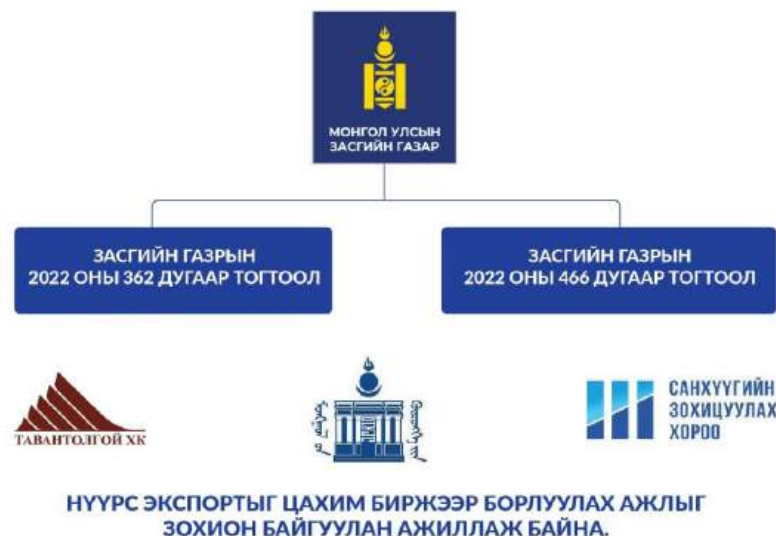 МОНГОЛ УЛСЫН
ЗАСГИЙН ГАЗАР
ЗАСГИЙН ГАЗРЫН
2022 ОНЫ 362 ДУГААР ТОГТООЛ
ЗАСГИЙН ГАЗРЫН
2022 ОНЫ 466 ДУГААР ТОГТООЛ
ТАВАНТОЛГОЙ ХК
САНХҮҮГИЙН
ЗОХИЦУУЛАХ
ХОРОО
НҮҮРС ЭКСПОРТЫГ ЦАХИМ БИРЖЭЭР БОРЛУУЛАХ АЖЛЫГ
ЗОХИОН БАЙГУУЛАН АЖИЛЛАЖ БАЙНА.